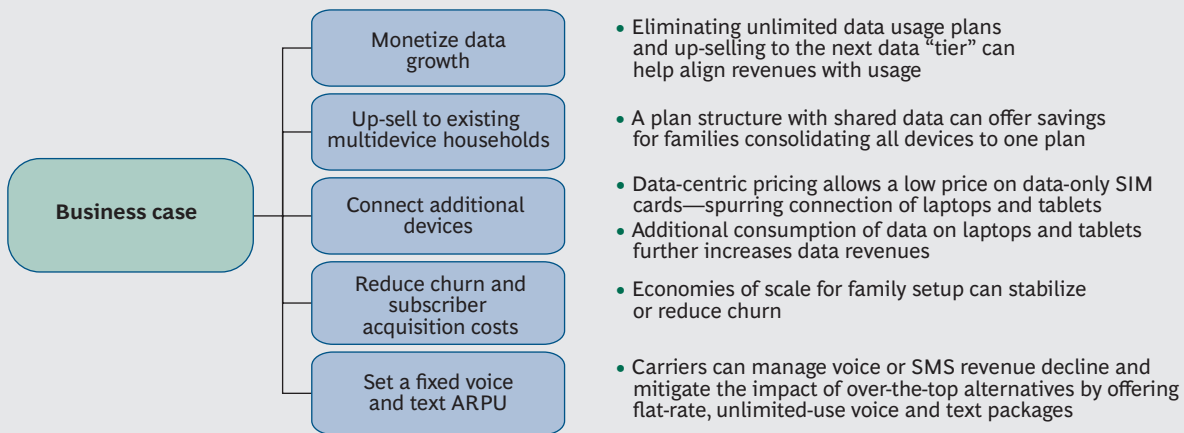 Monetize data
growth
• Eliminating unlimited data usage plans
and up-selling to the next data “tier” can
help align revenues with usage
Up-sell to existing
multidevice households
• A plan structure with shared data can offer savings
for families consolidating all devices to one plan
Business case
Connect additional
devices
• Data-centric pricing allows a low price on data-only SIM
cards—spurring connection of laptops and tablets
• Additional consumption of data on laptops and tablets
further increases data revenues
Reduce churn and
subscriber
acquisition costs
• Economies of scale for family setup can stabilize
or reduce churn
Set a fixed voice
and text ARPU
• Carriers can manage voice or SMS revenue decline and
mitigate the impact of over-the-top alternatives by offering
flat-rate, unlimited-use voice and text packages